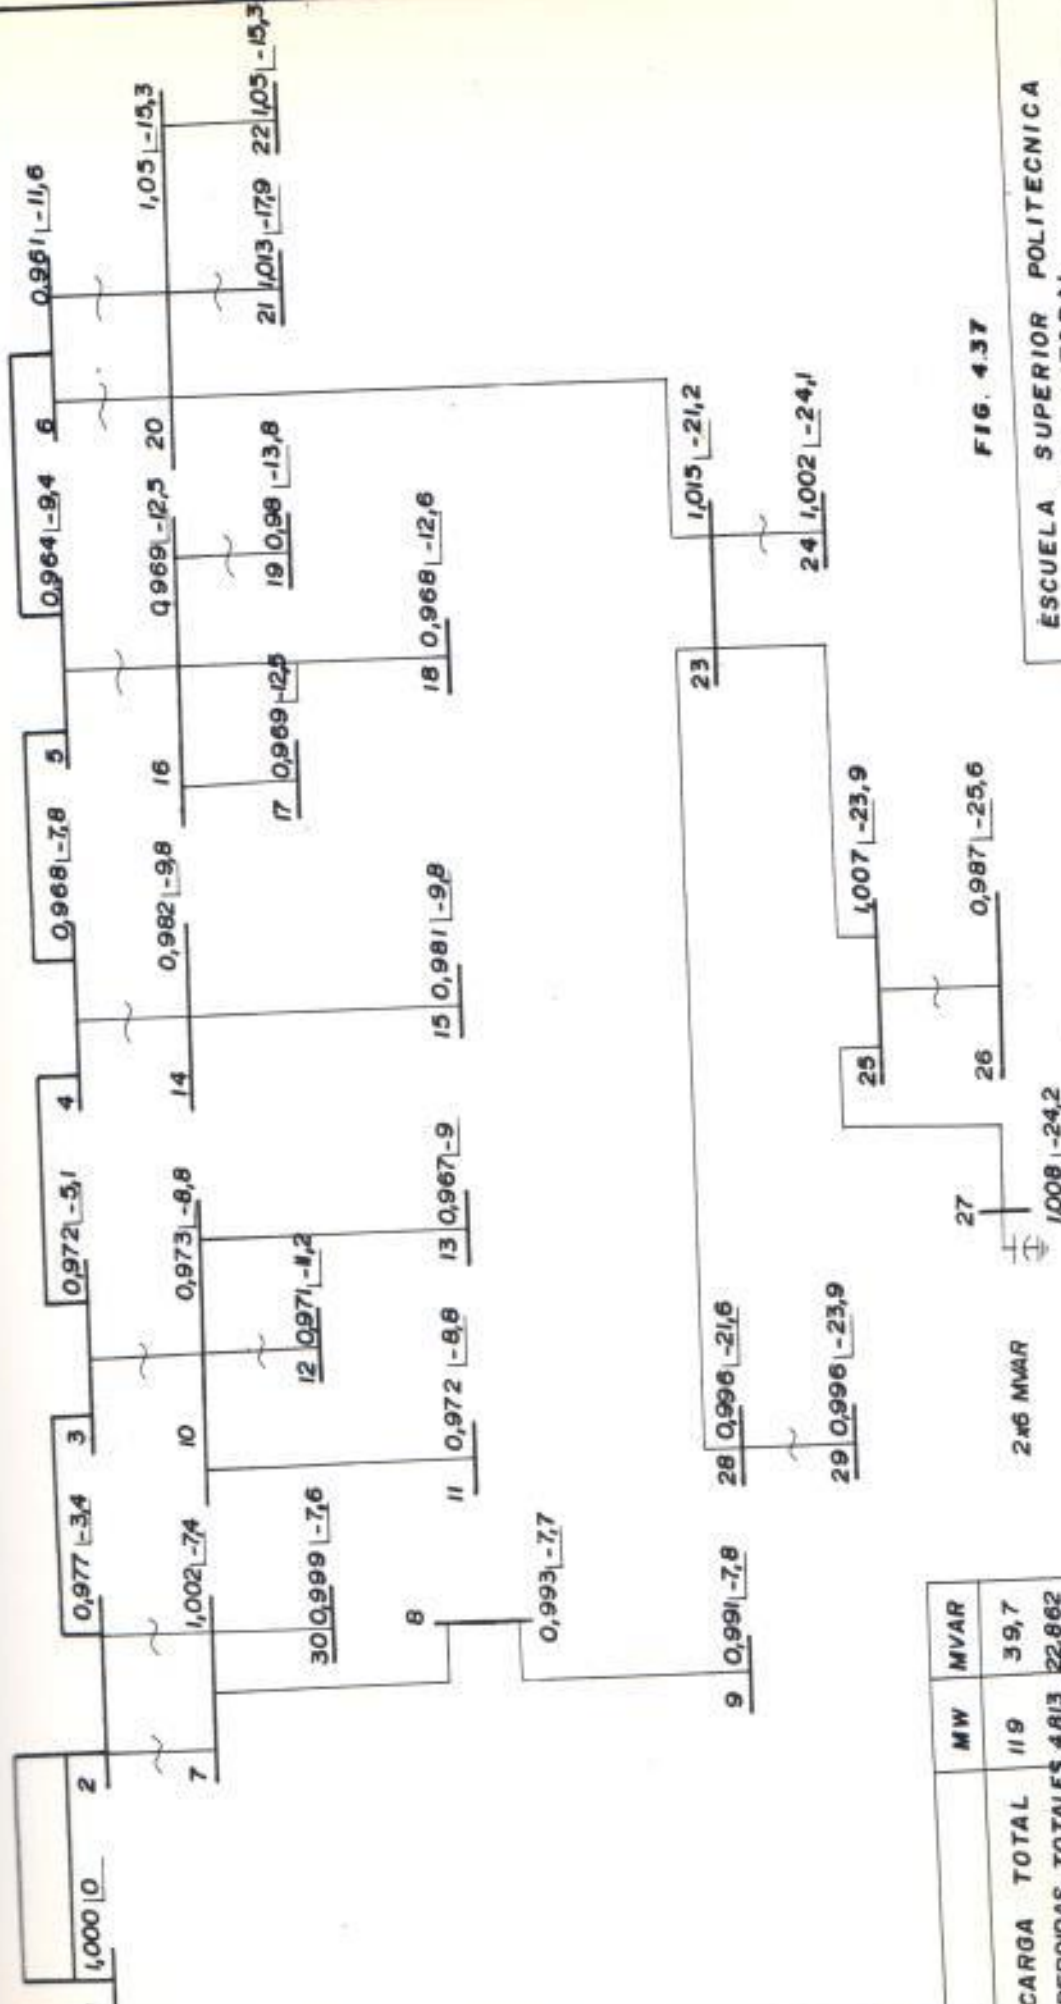 1,000 |0
2
0,977 |-3,4
3
0,972 |-5,1
4
0,968 |-7,8
5
0,964 |-9,4
6
0,961 |-11,6
7
1,002 |-7,4
10
0,973 |-8,8
14
0,982 |-9,8
16
0,969 |-12,5
20
1,05 |-15,3
30 0,999 |-7,6
12 0,971 |-11,2
17 0,969 |-12,5
19 0,98 |-13,8
21 1,013 |-17,9
22 1,05 |-15,3
8
0,993 |-7,7
11 0,972 |-8,8
13 0,967 |-9
15 0,981 |-9,8
18 0,968 |-12,6
9 0,991 |-7,8
28 0,996 |-21,6
29 0,996 |-23,9
23
1,015 |-21,2
24 1,002 |-24,1
25
1,007 |-23,9
26
0,987 |-25,6
27
1,008 |-24,2
2x6 MVAR
FIG. 4.37
MW MVAR
CARGA TOTAL 119 39,7
PERDIDAS TOTALES 4,813 22,862
ESCUELA SUPERIOR POLITECNICA